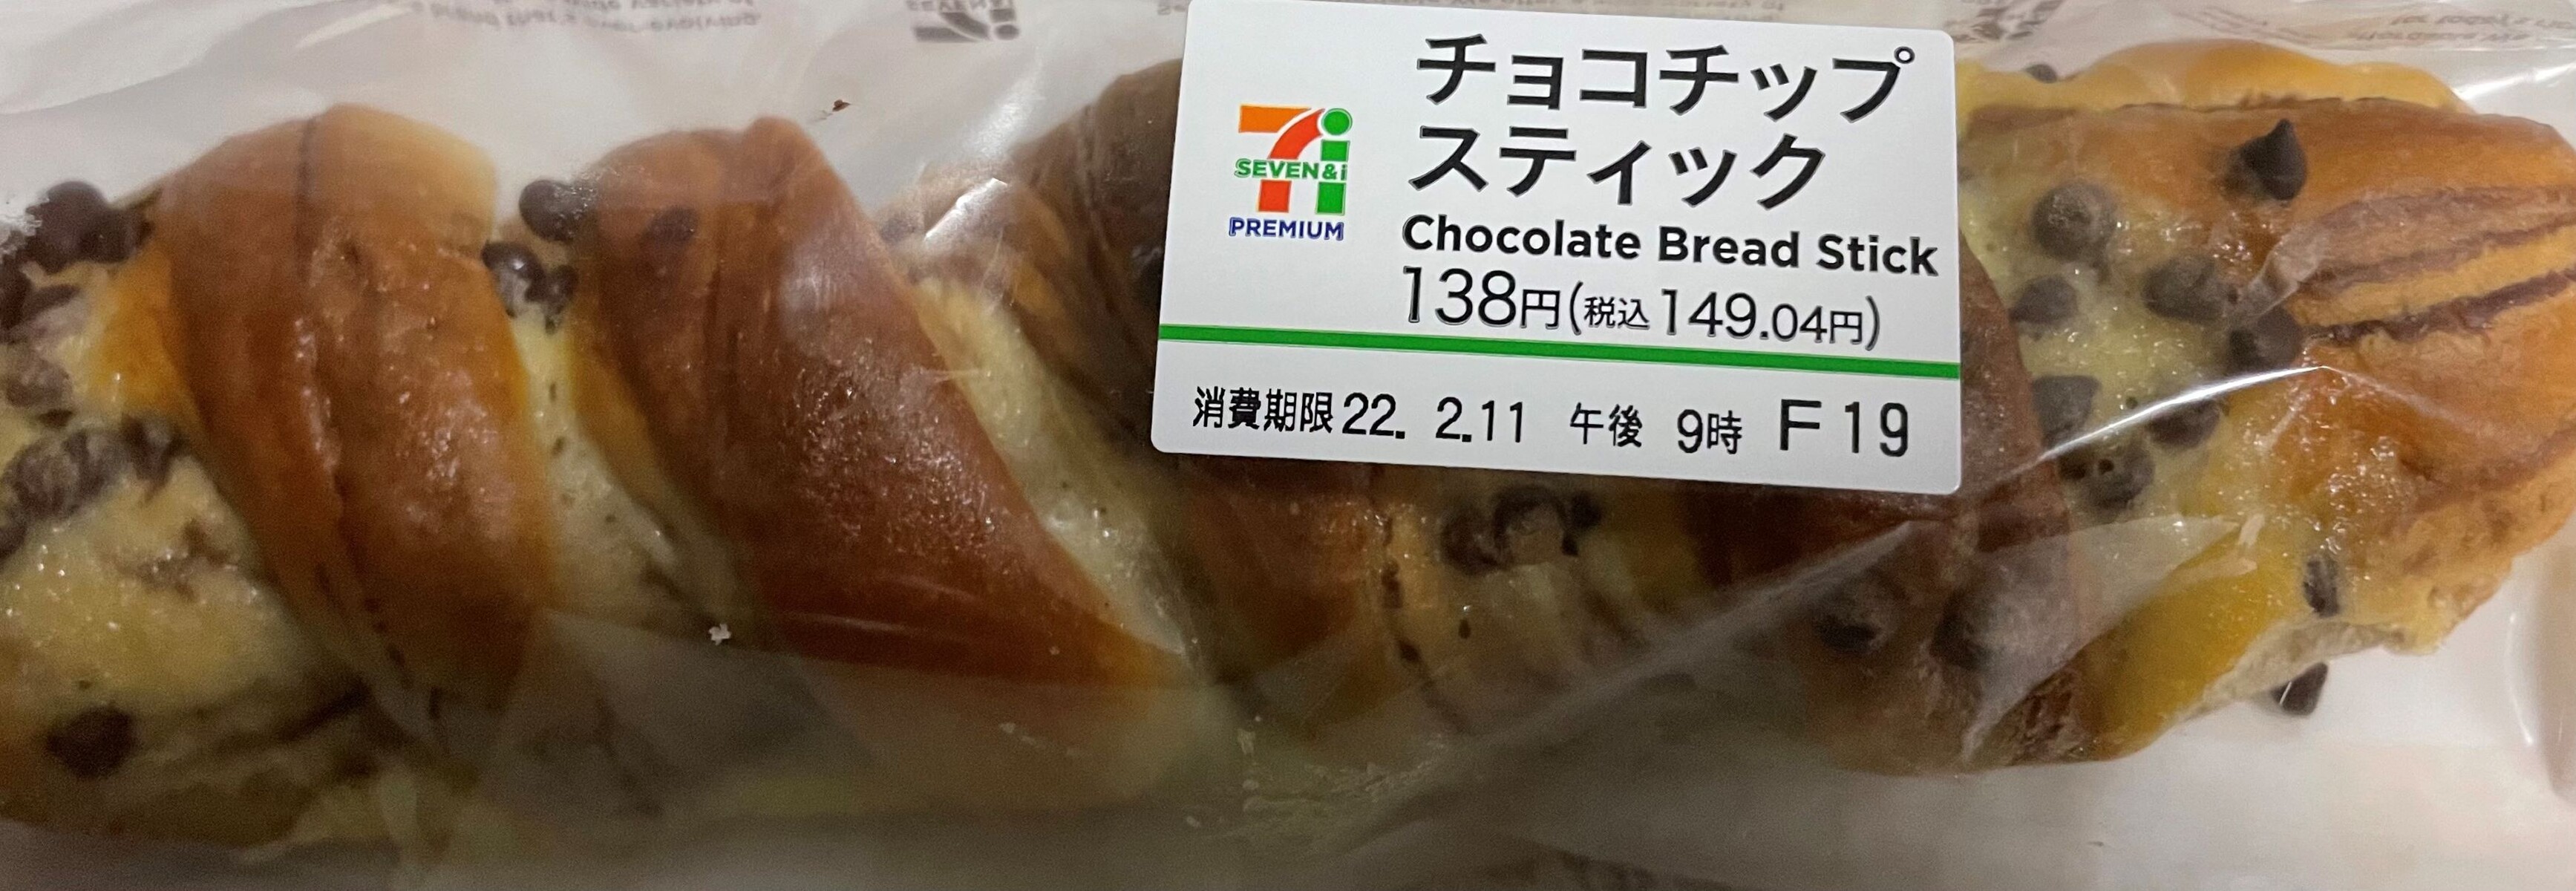 チョコチップ
スティック
SEVEN&i
PREMIUM
Chocolate Bread Stick
138円(税込149.04円)
消費期限22. 2.11 午後 9時 F19